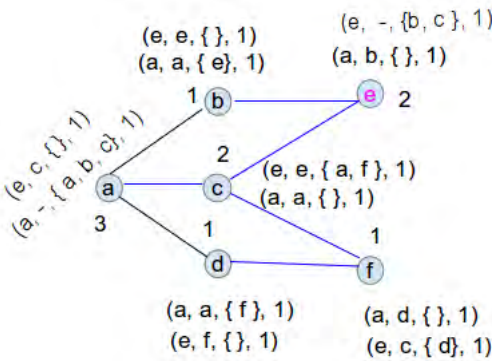 (e, -, {b, c }, 1)
(e, e, { }, 1)
(a, b, { }, 1)
(a, a, { e}, 1)
1
b
e
2
(e, c, { }, 1)
(a, -, { a, b, c}, 1)
2
(e, e, { a, f }, 1)
a
c
(a, a, { }, 1)
3
1
1
d
f
(a, a, { f }, 1)
(a, d, { }, 1)
(e, f, { }, 1)
(e, c, { d}, 1)